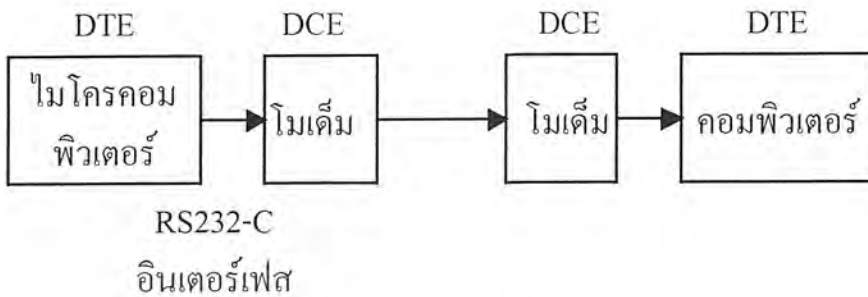 DTE DCE DCE DTE
ไมโครคอม
พิวเตอร์
โมเด็ม
โมเด็ม
คอมพิวเตอร์
RS232-C
อินเตอร์เฟส